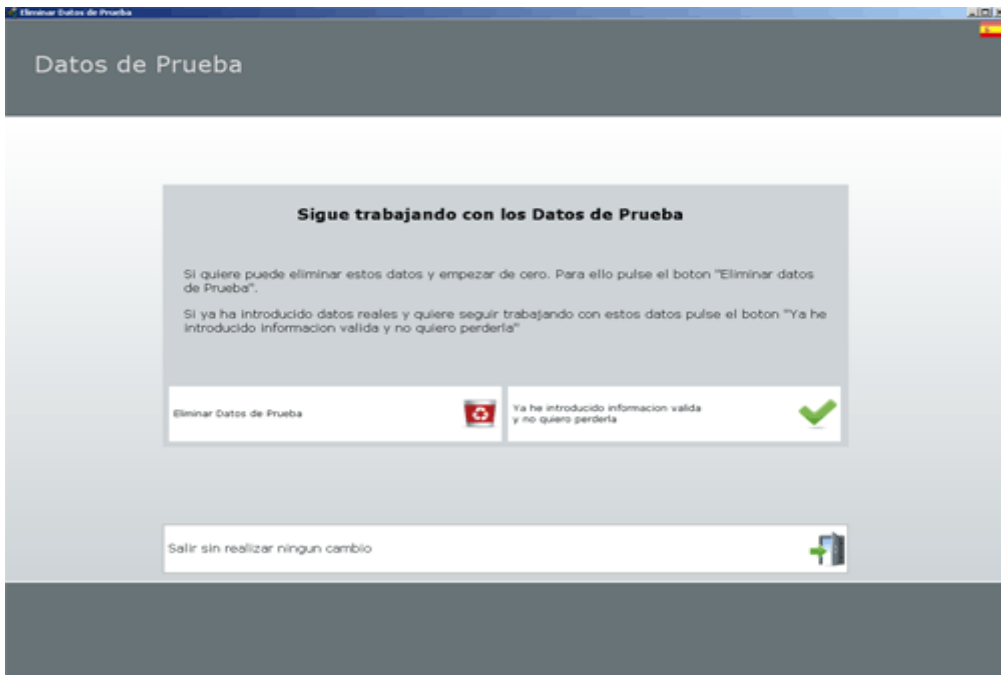 Eliminar Datos de Prueba
Datos de Prueba
Sigue trabajando con los Datos de Prueba
Si quiere puede eliminar estos datos y empezar de cero. Para ello pulse el boton "Eliminar datos
de Prueba".
Si ya ha introducido datos reales y quiere seguir trabajando con estos datos pulse el boton "Ya he
introducido informacion valida y no quiero perderla"
Eliminar Datos de Prueba
Ya he introducido informacion valida
y no quiero perderla
Salir sin realizar ningun cambio